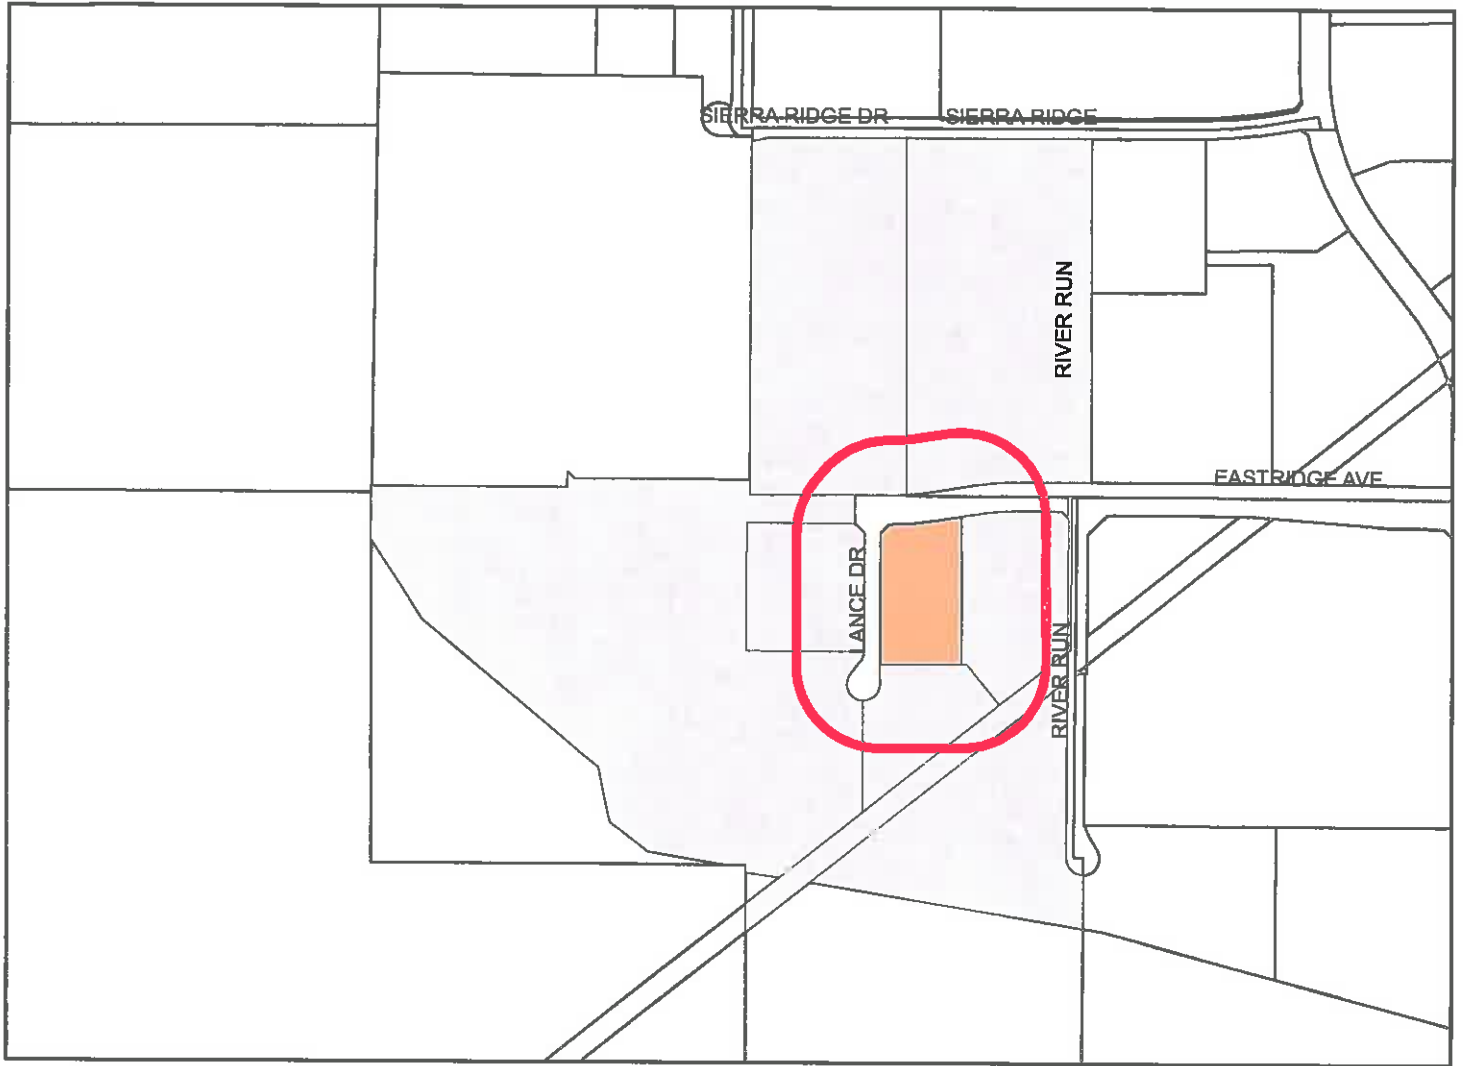 SIERRA RIDGE DR
SIERRA RIDGE
RIVER RUN
EASTRIDGE AVE
LANCE DR
RIVER RUN